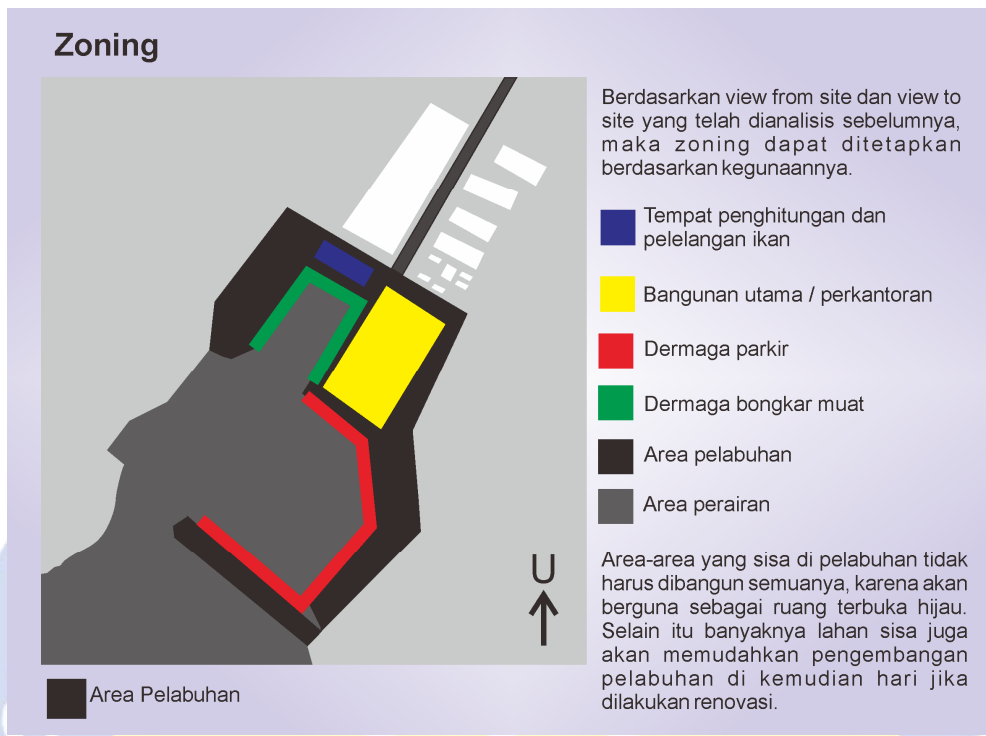 Zoning
Berdasarkan view from site dan view to
site yang telah dianalisis sebelumnya,
maka zoning dapat ditetapkan
berdasarkan kegunaannya.
Tempat penghitungan dan
pelelangan ikan
Bangunan utama / perkantoran
Dermaga parkir
Dermaga bongkar muat
Area pelabuhan
Area perairan
U
Area-area yang sisa di pelabuhan tidak
harus dibangun semuanya, karena akan
berguna sebagai ruang terbuka hijau.
Selain itu banyaknya lahan sisa juga
akan memudahkan pengembangan
pelabuhan di kemudian hari jika
dilakukan renovasi.
Area Pelabuhan